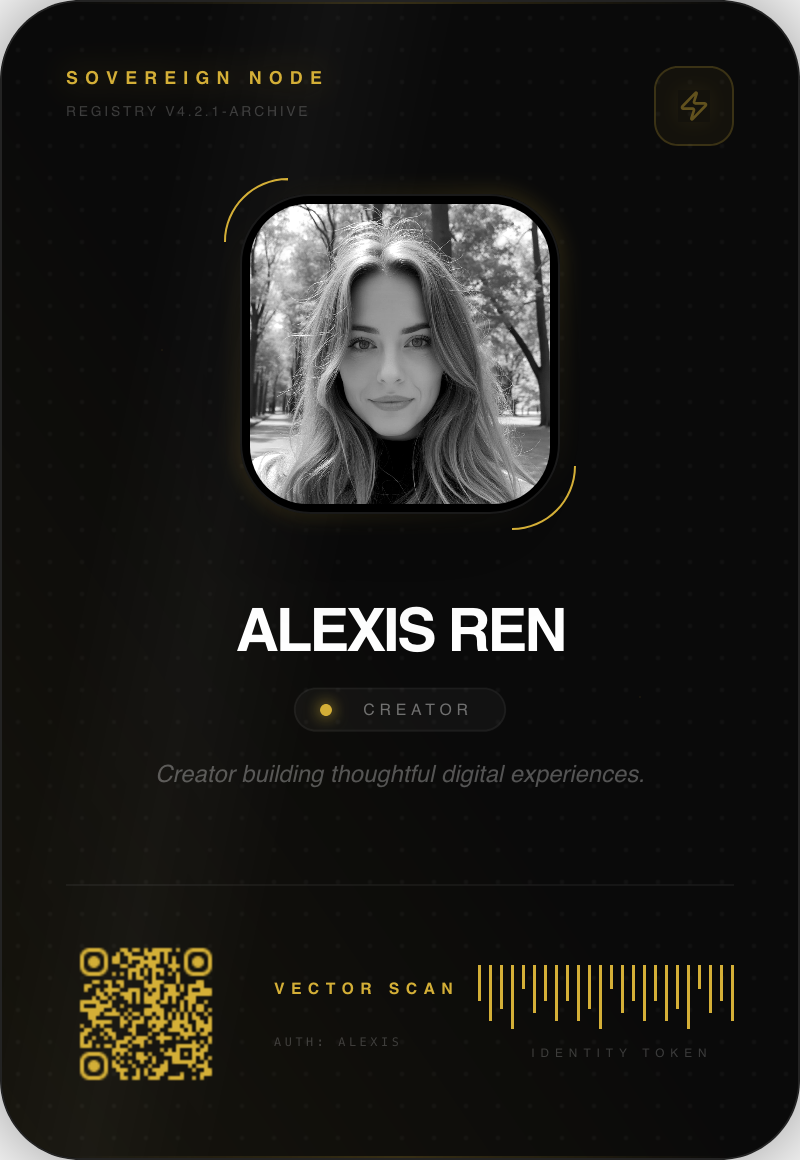 SOVEREIGN NODE
REGISTRY V4.2.1-ARCHIVE
ALEXIS REN
CREATOR
Creator building thoughtful digital experiences.
VECTOR SCAN
AUTH: ALEXIS
IDENTITY TOKEN